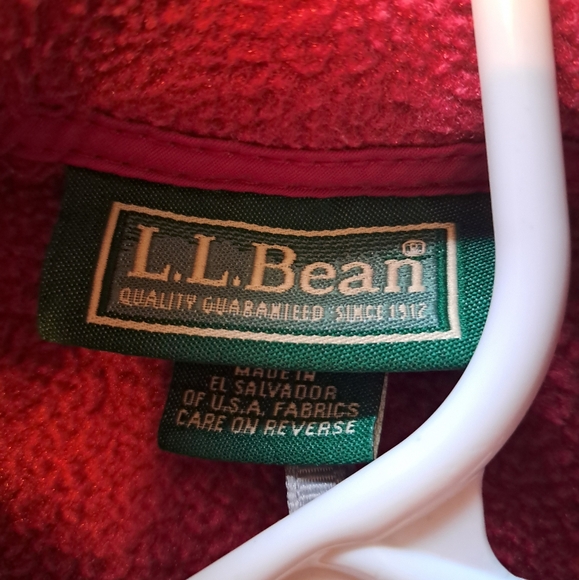 L.L.Bean®
QUALITY GUARANTEED SINCE 1912
MADE IN
EL SALVADOR
OF U.S.A. FABRICS
CARE ON REVERSE